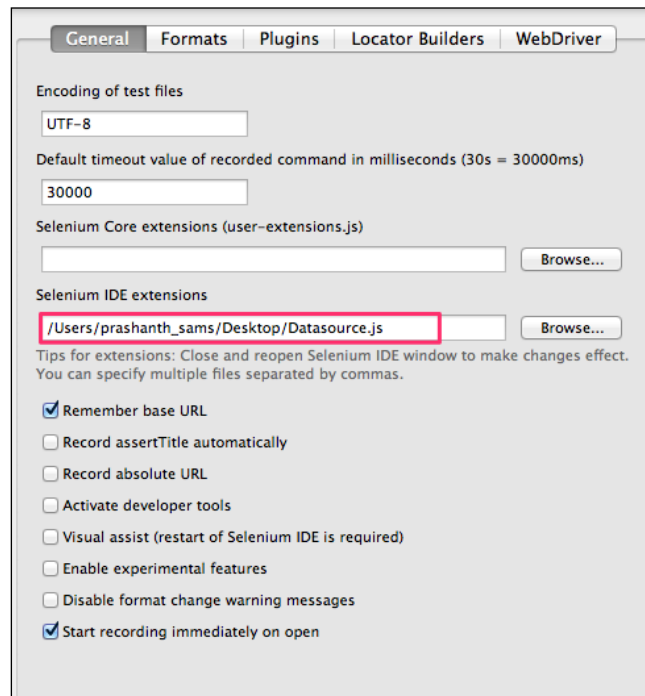 General Formats Plugins Locator Builders WebDriver
Encoding of test files
UTF-8
Default timeout value of recorded command in milliseconds (30s = 30000ms)
30000
Selenium Core extensions (user-extensions.js)
Browse...
Selenium IDE extensions
/Users/prashanth_sams/Desktop/Datasource.js Browse...
Tips for extensions: Close and reopen Selenium IDE window to make changes effect.
You can specify multiple files separated by commas.
Remember base URL
Record assertTitle automatically
Record absolute URL
Activate developer tools
Visual assist (restart of Selenium IDE is required)
Enable experimental features
Disable format change warning messages
Start recording immediately on open